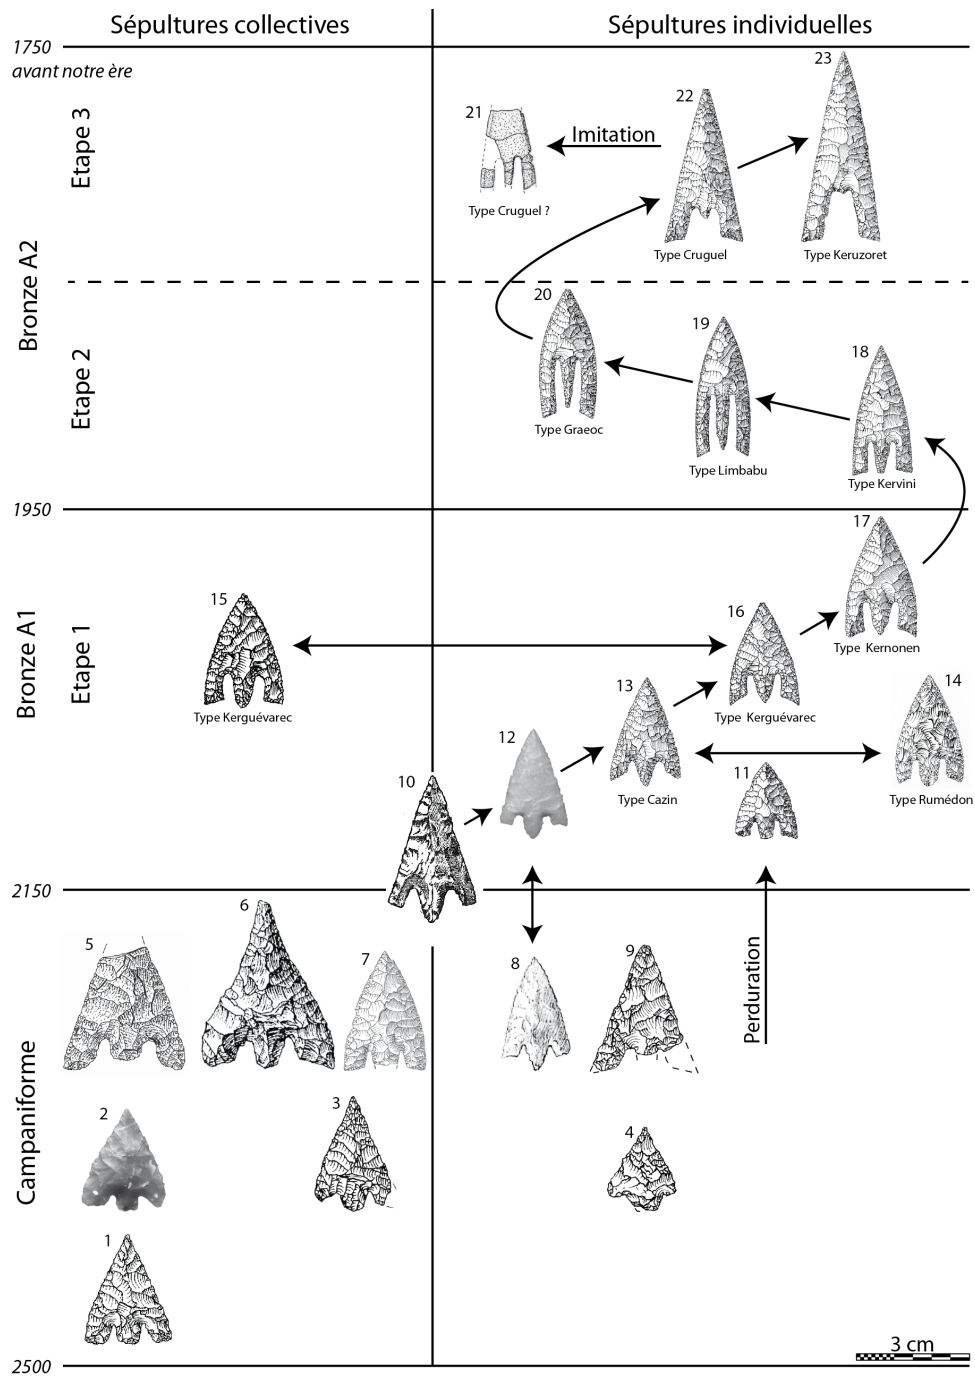 Sépultures collectives
Sépultures individuelles
1750
avant notre ère
Bronze A2
Etape 3
21
Imitation
22
23
Type Cruguel ?
Type Cruguel
Type Keruzoret
Etape 2
20
19
18
Type Graeoc
Type Limbabu
Type Kervini
1950
Bronze A1
Etape 1
17
15
16
Type Kernonen
Type Kerguévarec
Type Kerguévarec
13
14
12
11
10
Type Cazin
Type Rumédon
2150
Campaniforme
6
5
7
8
9
Perduration
2
3
4
1
3 cm
2500